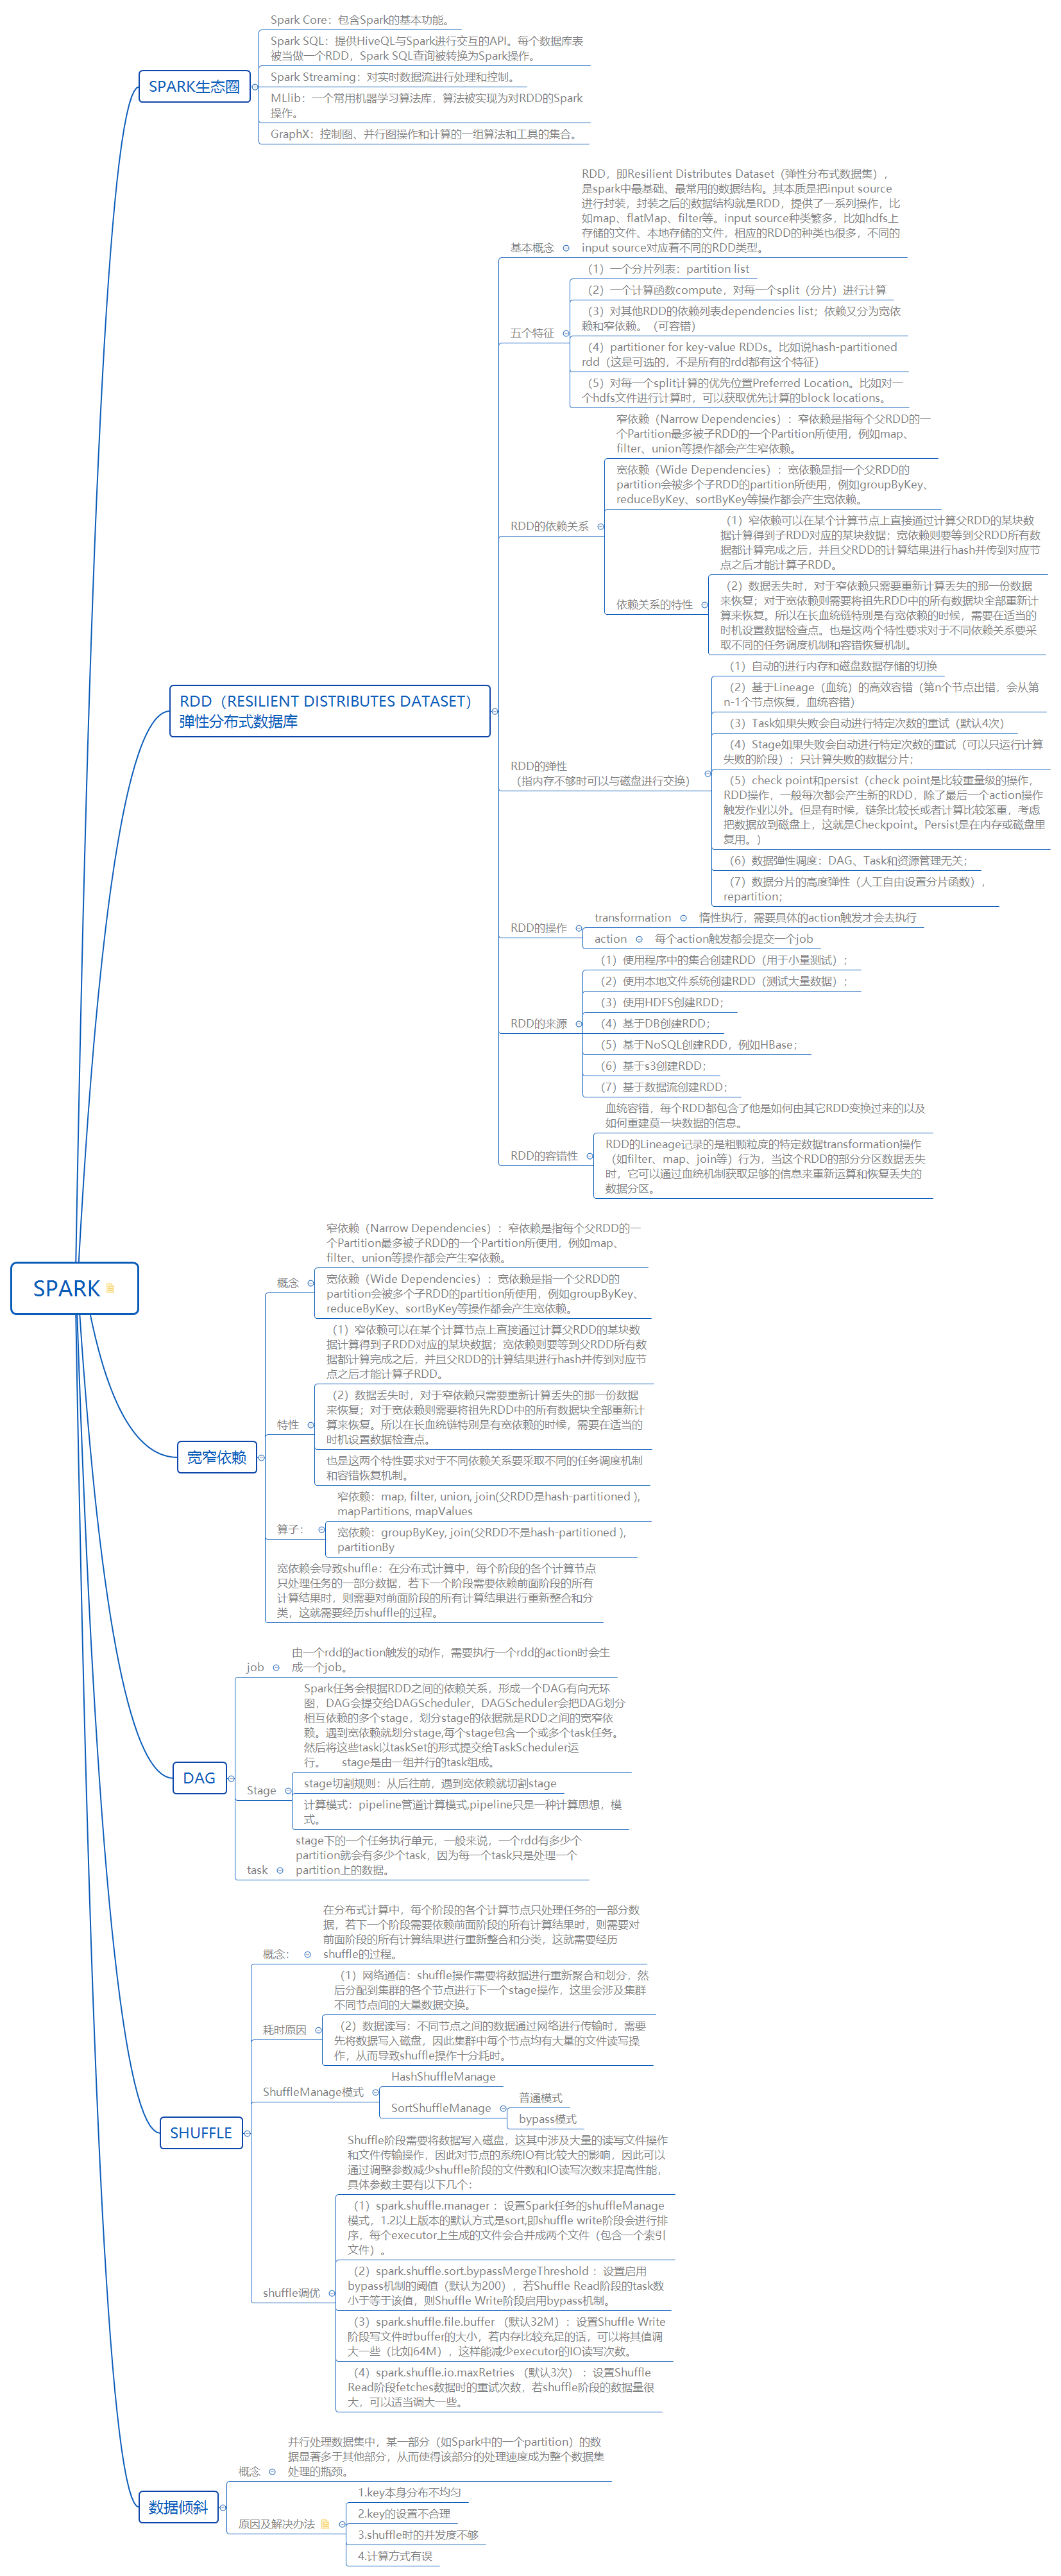 SPARK
SPARK生态圈
Spark Core：包含Spark的基本功能。
Spark SQL：提供HiveQL与Spark进行交互的API。每个数据库表
被当做一个RDD，Spark SQL查询被转换为Spark操作。
Spark Streaming：对实时数据流进行处理和控制。
MLlib：一个常用机器学习算法库，算法被实现为对RDD的Spark
操作。
GraphX：控制图、并行图操作和计算的一组算法和工具的集合。
RDD（RESILIENT DISTRIBUTES DATASET）
弹性分布式数据库
基本概念
RDD，即Resilient Distributes Dataset（弹性分布式数据集），
是spark中最基础、最常用的数据结构。其本质是把input source
进行封装，封装之后的数据结构就是RDD，提供了一系列操作，比
如map、flatMap、filter等。input source种类繁多，比如hdfs上
存储的文件、本地存储的文件，相应的RDD的种类也很多，不同的
input source对应着不同的RDD类型。
五个特征
（1）一个分片列表：partition list
（2）一个计算函数compute，对每一个split（分片）进行计算
（3）对其他RDD的依赖列表dependencies list；依赖又分为宽依
赖和窄依赖。（可容错）
（4）partitioner for key-value RDDs。比如说hash-partitioned
rdd（这是可选的，不是所有的rdd都有这个特征）
（5）对每一个split计算的优先位置Preferred Location。比如对一
个hdfs文件进行计算时，可以获取优先计算的block locations。
RDD的依赖关系
窄依赖（Narrow Dependencies）：窄依赖是指每个父RDD的一
个Partition最多被子RDD的一个Partition所使用，例如map、
filter、union等操作都会产生窄依赖。
宽依赖（Wide Dependencies）：宽依赖是指一个父RDD的
partition会被多个子RDD的partition所使用，例如groupByKey、
reduceByKey、sortByKey等操作都会产生宽依赖。
依赖关系的特性
（1）窄依赖可以在某个计算节点上直接通过计算父RDD的某块数
据计算得到子RDD对应的某块数据；宽依赖则要等到父RDD所有数
据都计算完成之后，并且父RDD的计算结果进行hash并传到对应节
点之后才能计算子RDD。
（2）数据丢失时，对于窄依赖只需要重新计算丢失的那一份数据
来恢复；对于宽依赖则需要将祖先RDD中的所有数据块全部重新计
算来恢复。所以在长血统链特别是有宽依赖的时候，需要在适当的
时机设置数据检查点。也是这两个特性要求对于不同依赖关系要采
取不同的任务调度机制和容错恢复机制。
RDD的弹性
（指内存不够时可以与磁盘进行交换）
（1）自动的进行内存和磁盘数据存储的切换
（2）基于Lineage（血统）的高效容错（第n个节点出错，会从第
n-1个节点恢复，血统容错）
（3）Task如果失败会自动进行特定次数的重试（默认4次）
（4）Stage如果失败会自动进行特定次数的重试（可以只运行计算
失败的阶段）；只计算失败的数据分片；
（5）check point和persist（check point是比较重量级的操作，
RDD操作，一般每次都会产生新的RDD，除了最后一个action操作
触发作业以外。但是有时候，链条比较长或者计算比较笨重，考虑
把数据放到磁盘上，这就是Checkpoint。Persist是在内存或磁盘里
复用。）
（6）数据弹性调度：DAG、Task和资源管理无关；
（7）数据分片的高度弹性（人工自由设置分片函数），
repartition；
RDD的操作
transformation
惰性执行，需要具体的action触发才会去执行
action
每个action触发都会提交一个job
RDD的来源
（1）使用程序中的集合创建RDD（用于小量测试）；
（2）使用本地文件系统创建RDD（测试大量数据）；
（3）使用HDFS创建RDD；
（4）基于DB创建RDD；
（5）基于NoSQL创建RDD，例如HBase；
（6）基于s3创建RDD；
（7）基于数据流创建RDD；
RDD的容错性
血统容错，每个RDD都包含了他是如何由其它RDD变换过来的以及
如何重建莫一块数据的信息。
RDD的Lineage记录的是粗颗粒度的特定数据transformation操作
（如filter、map、join等）行为，当这个RDD的部分分区数据丢失
时，它可以通过血统机制获取足够的信息来重新运算和恢复丢失的
数据分区。
宽窄依赖
概念
窄依赖（Narrow Dependencies）：窄依赖是指每个父RDD的一
个Partition最多被子RDD的一个Partition所使用，例如map、
filter、union等操作都会产生窄依赖。
宽依赖（Wide Dependencies）：宽依赖是指一个父RDD的
partition会被多个子RDD的partition所使用，例如groupByKey、
reduceByKey、sortByKey等操作都会产生宽依赖。
特性
（1）窄依赖可以在某个计算节点上直接通过计算父RDD的某块数
据计算得到子RDD对应的某块数据；宽依赖则要等到父RDD所有数
据都计算完成之后，并且父RDD的计算结果进行hash并传到对应节
点之后才能计算子RDD。
（2）数据丢失时，对于窄依赖只需要重新计算丢失的那一份数据
来恢复；对于宽依赖则需要将祖先RDD中的所有数据块全部重新计
算来恢复。所以在长血统链特别是有宽依赖的时候，需要在适当的
时机设置数据检查点。
也是这两个特性要求对于不同依赖关系要采取不同的任务调度机制
和容错恢复机制。
算子：
窄依赖：map, filter, union, join(父RDD是hash-partitioned ),
mapPartitions, mapValues
宽依赖：groupByKey, join(父RDD不是hash-partitioned ),
partitionBy
宽依赖会导致shuffle：在分布式计算中，每个阶段的各个计算节点
只处理任务的一部分数据，若下一个阶段需要依赖前面阶段的所有
计算结果时，则需要对前面阶段的所有计算结果进行重新整合和分
类，这就需要经历shuffle的过程。
DAG
job
由一个rdd的action触发的动作，需要执行一个rdd的action时会生
成一个job。
Stage
Spark任务会根据RDD之间的依赖关系，形成一个DAG有向无环
图，DAG会提交给DAGScheduler，DAGScheduler会把DAG划分
相互依赖的多个stage，划分stage的依据就是RDD之间的宽窄依
赖。遇到宽依赖就划分stage,每个stage包含一个或多个task任务。
然后将这些task以taskSet的形式提交给TaskScheduler运
行。 stage是由一组并行的task组成。
stage切割规则：从后往前，遇到宽依赖就切割stage
计算模式：pipeline管道计算模式,pipeline只是一种计算思想，模
式。
task
stage下的一个任务执行单元，一般来说，一个rdd有多少个
partition就会有多少个task，因为每一个task只是处理一个
partition上的数据。
SHUFFLE
概念：
在分布式计算中，每个阶段的各个计算节点只处理任务的一部分数
据，若下一个阶段需要依赖前面阶段的所有计算结果时，则需要对
前面阶段的所有计算结果进行重新整合和分类，这就需要经历
shuffle的过程。
耗时原因
（1）网络通信：shuffle操作需要将数据进行重新聚合和划分，然
后分配到集群的各个节点进行下一个stage操作，这里会涉及集群
不同节点间的大量数据交换。
（2）数据读写：不同节点之间的数据通过网络进行传输时，需要
先将数据写入磁盘，因此集群中每个节点均有大量的文件读写操
作，从而导致shuffle操作十分耗时。
ShuffleManage模式
HashShuffleManage
SortShuffleManage
普通模式
bypass模式
shuffle调优
Shuffle阶段需要将数据写入磁盘，这其中涉及大量的读写文件操作
和文件传输操作，因此对节点的系统IO有比较大的影响，因此可以
通过调整参数减少shuffle阶段的文件数和IO读写次数来提高性能，
具体参数主要有以下几个：
（1）spark.shuffle.manager ：设置Spark任务的shuffleManage
模式，1.2以上版本的默认方式是sort,即shuffle write阶段会进行排
序，每个executor上生成的文件会合并成两个文件（包含一个索引
文件）。
（2）spark.shuffle.sort.bypassMergeThreshold ：设置启用
bypass机制的阈值（默认为200），若Shuffle Read阶段的task数
小于等于该值，则Shuffle Write阶段启用bypass机制。
（3）spark.shuffle.file.buffer （默认32M）：设置Shuffle Write
阶段写文件时buffer的大小，若内存比较充足的话，可以将其值调
大一些（比如64M），这样能减少executor的IO读写次数。
（4）spark.shuffle.io.maxRetries （默认3次） ：设置Shuffle
Read阶段fetches数据时的重试次数，若shuffle阶段的数据量很
大，可以适当调大一些。
数据倾斜
概念
并行处理数据集中，某一部分（如Spark中的一个partition）的数
据显著多于其他部分，从而使得该部分的处理速度成为整个数据集
处理的瓶颈。
原因及解决办法
1.key本身分布不均匀
2.key的设置不合理
3.shuffle时的并发度不够
4.计算方式有误